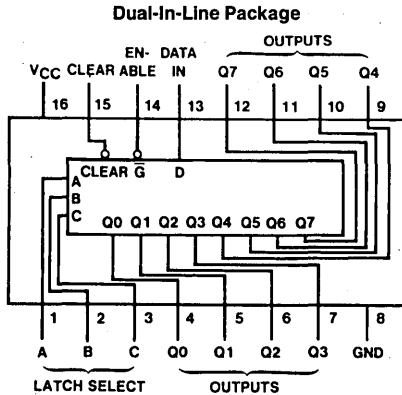 Dual-In-Line Package
EN- DATA OUTPUTS
VCC CLEAR ABLE IN Q7 Q6 Q5 Q4
16 15 14 13 12 11 10 9
CLEAR G̅ D
A
B
C
Q0 Q1 Q2 Q3 Q4 Q5 Q6 Q7
1 2 3 4 5 6 7 8
A B C Q0 Q1 Q2 Q3 GND
LATCH SELECT OUTPUTS